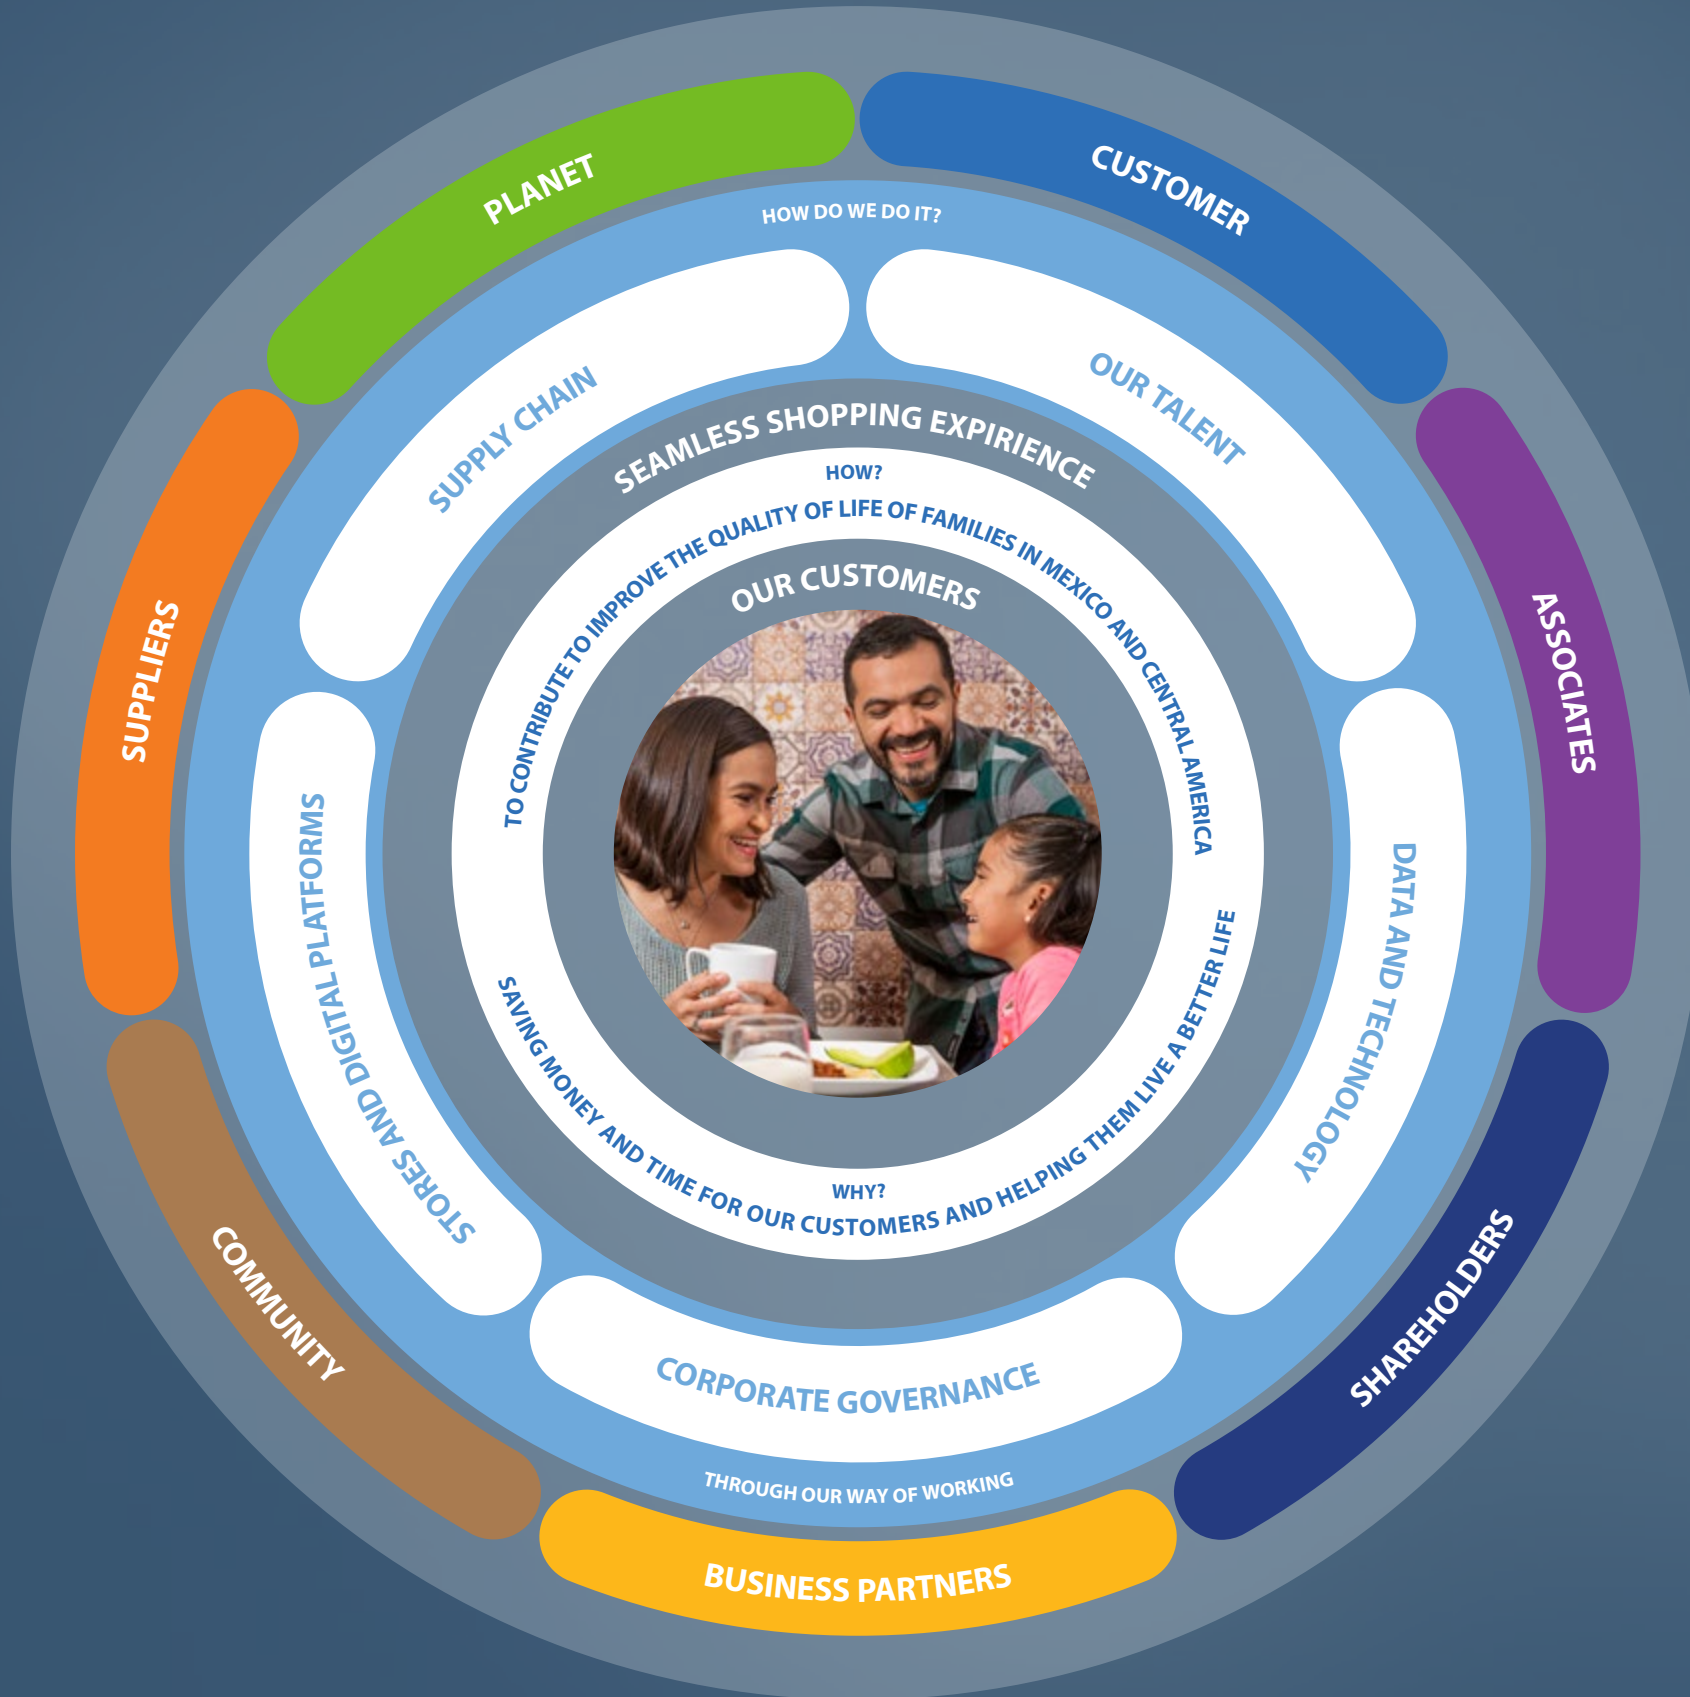 PLANET
CUSTOMER
ASSOCIATES
SHAREHOLDERS
BUSINESS PARTNERS
COMMUNITY
SUPPLIERS
HOW DO WE DO IT?
SUPPLY CHAIN
OUR TALENT
DATA AND TECHNOLOGY
CORPORATE GOVERNANCE
STORES AND DIGITAL PLATFORMS
THROUGH OUR WAY OF WORKING
SEAMLESS SHOPPING EXPIRIENCE
HOW?
TO CONTRIBUTE TO IMPROVE THE QUALITY OF LIFE OF FAMILIES IN MEXICO AND CENTRAL AMERICA
OUR CUSTOMERS
WHY?
SAVING MONEY AND TIME FOR OUR CUSTOMERS AND HELPING THEM LIVE A BETTER LIFE